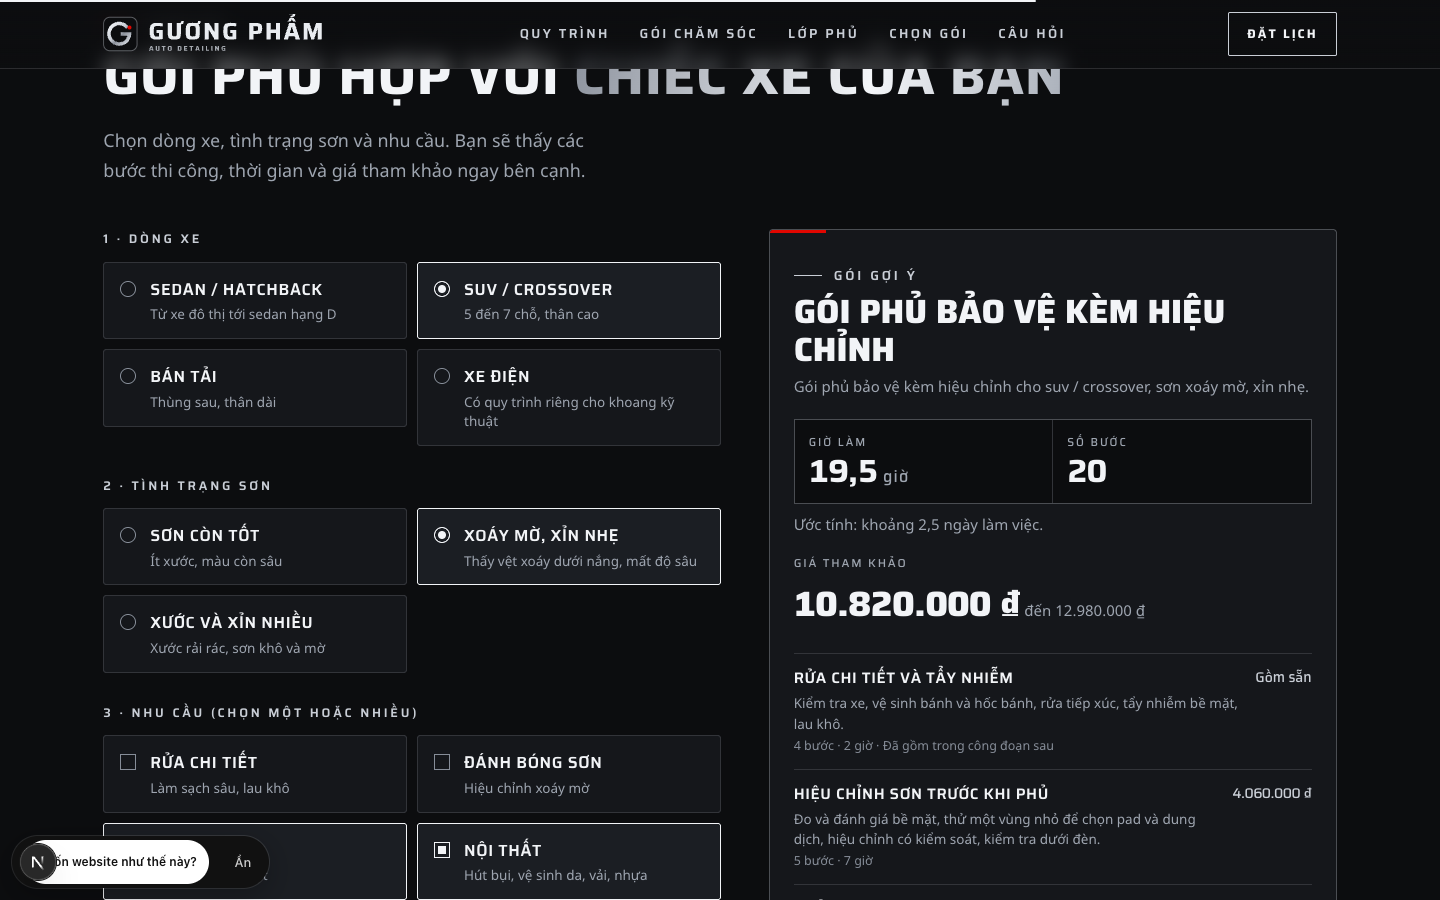 GƯƠNG PHẨM
AUTO DETAILING
QUY TRÌNH
GÓI CHĂM SÓC
LỚP PHỦ
CHỌN GÓI
CÂU HỎI
ĐẶT LỊCH
GÓI PHÙ HỢP VỚI CHIẾC XE CỦA BẠN
Chọn dòng xe, tình trạng sơn và nhu cầu. Bạn sẽ thấy các
bước thi công, thời gian và giá tham khảo ngay bên cạnh.
1 · DÒNG XE
SEDAN / HATCHBACK
Từ xe đô thị tới sedan hạng D
SUV / CROSSOVER
5 đến 7 chỗ, thân cao
BÁN TẢI
Thùng sau, thân dài
XE ĐIỆN
Có quy trình riêng cho khoang kỹ
thuật
2 · TÌNH TRẠNG SƠN
SƠN CÒN TỐT
Ít xước, màu còn sâu
XOÁY MỜ, XỈN NHẸ
Thấy vệt xoáy dưới nắng, mất độ sâu
XƯỚC VÀ XỈN NHIỀU
Xước rải rác, sơn khô và mờ
3 · NHU CẦU (CHỌN MỘT HOẶC NHIỀU)
RỬA CHI TIẾT
Làm sạch sâu, lau khô
ĐÁNH BÓNG SƠN
Hiệu chỉnh xoáy mờ
NỘI THẤT
Hút bụi, vệ sinh da, vải, nhựa
website như thế này?
Ẩn
GÓI GỢI Ý
GÓI PHỦ BẢO VỆ KÈM HIỆU
CHỈNH
Gói phủ bảo vệ kèm hiệu chỉnh cho suv / crossover, sơn xoáy mờ, xỉn nhẹ.
GIỜ LÀM
19,5 giờ
SỐ BƯỚC
20
Ước tính: khoảng 2,5 ngày làm việc.
GIÁ THAM KHẢO
10.820.000 ₫ đến 12.980.000 ₫
RỬA CHI TIẾT VÀ TẨY NHIỄM
Gồm sẵn
Kiểm tra xe, vệ sinh bánh và hốc bánh, rửa tiếp xúc, tẩy nhiễm bề mặt,
lau khô.
4 bước · 2 giờ · Đã gồm trong công đoạn sau
HIỆU CHỈNH SƠN TRƯỚC KHI PHỦ
4.060.000 ₫
Đo và đánh giá bề mặt, thử một vùng nhỏ để chọn pad và dung
dịch, hiệu chỉnh có kiểm soát, kiểm tra dưới đèn.
5 bước · 7 giờ